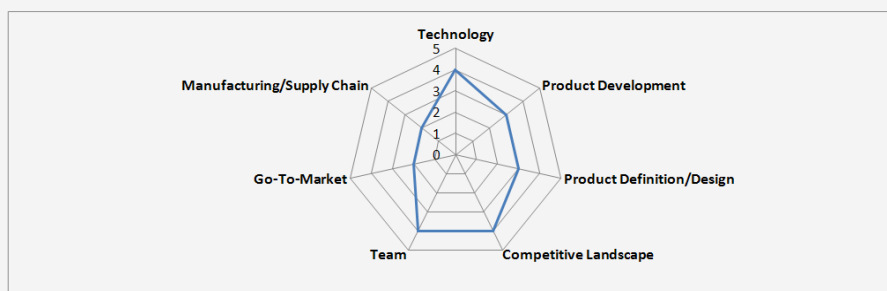 Technology
5
4
3
2
1
0
Product Development
Product Definition/Design
Competitive Landscape
Team
Go-To-Market
Manufacturing/Supply Chain